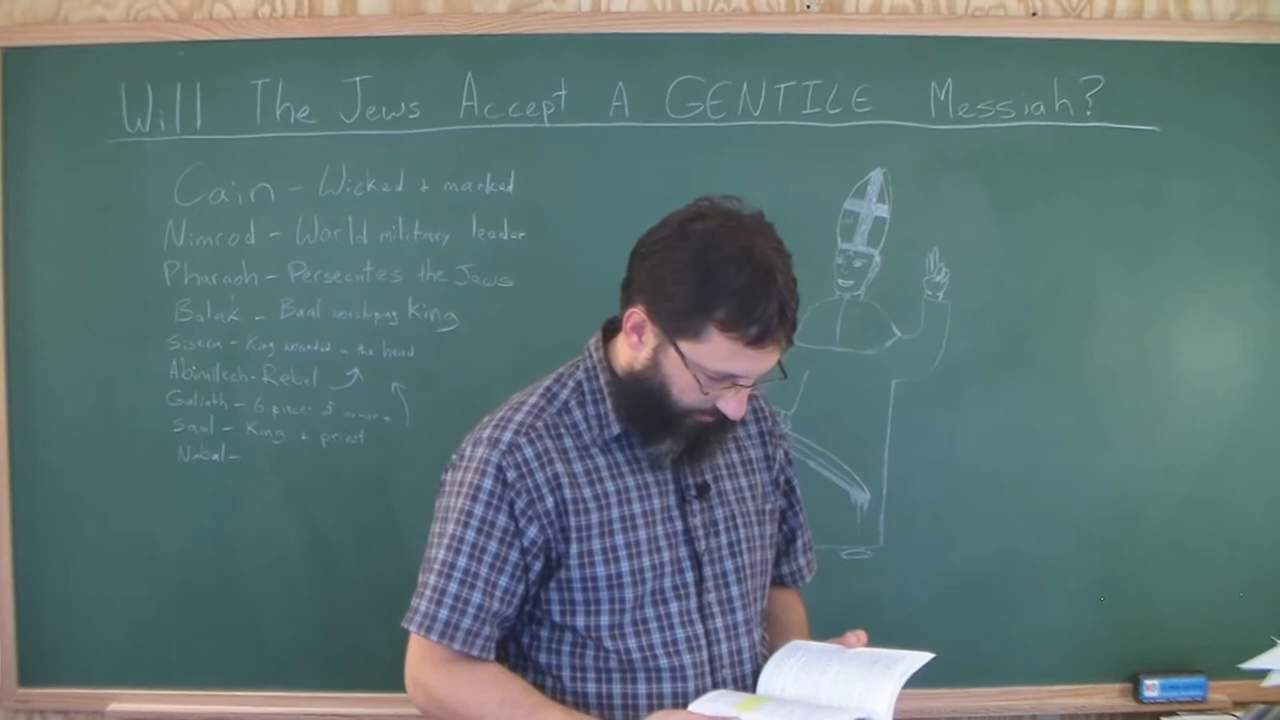 Will The Jews Accept A GENTILE Messiah?
Cain - Wicked + marked
Nimrod - World military leader
Pharaoh - Persecutes the Jews
Balak - Baal worshiping King
Sisera - King wounded in the head
Abimilech - Rebel
Goliath - 6 pieces of armor +
Saul - King + priest
Nabal -